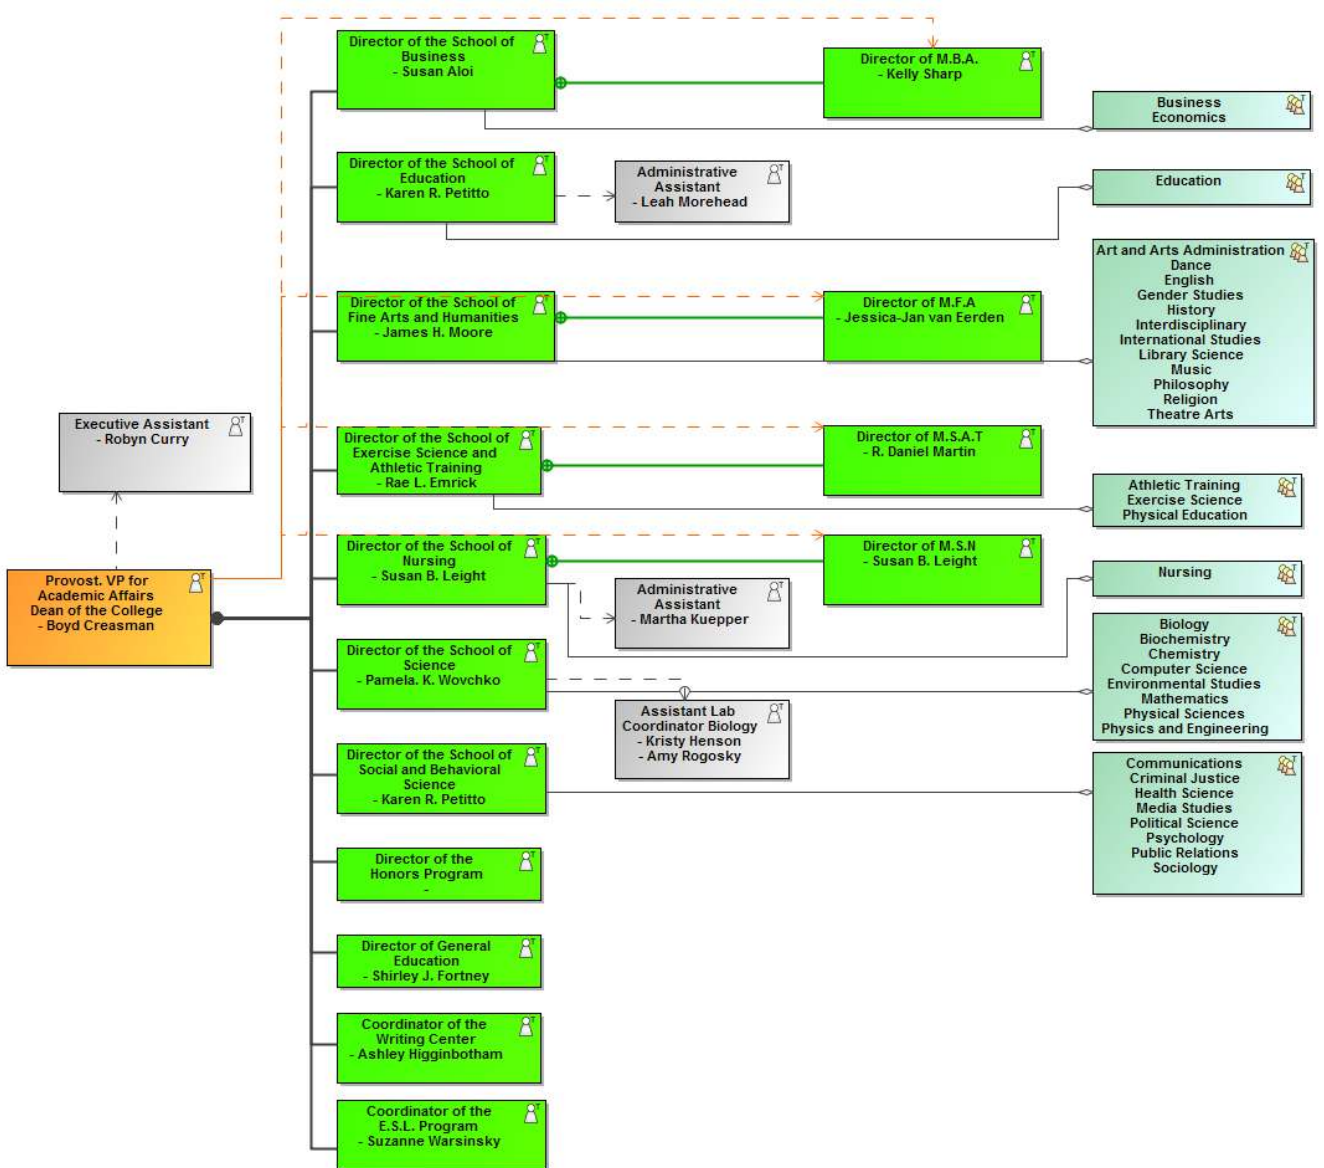 Director of the School of
Business
- Susan Aloi
Director of M.B.A.
- Kelly Sharp
Business
Economics
Director of the School of
Education
- Karen R. Petitto
Administrative
Assistant
- Leah Morehead
Education
Director of the School of
Fine Arts and Humanities
- James H. Moore
Director of M.F.A
- Jessica-Jan van Eerden
Art and Arts Administration
Dance
English
Gender Studies
History
Interdisciplinary
International Studies
Library Science
Music
Philosophy
Religion
Theatre Arts
Executive Assistant
- Robyn Curry
Director of the School of
Exercise Science and
Athletic Training
- Rae L. Emrick
Director of M.S.A.T
- R. Daniel Martin
Athletic Training
Exercise Science
Physical Education
Provost. VP for
Academic Affairs
Dean of the College
- Boyd Creasman
Director of the School of
Nursing
- Susan B. Leight
Director of M.S.N
- Susan B. Leight
Administrative
Assistant
- Martha Kuepper
Nursing
Director of the School of
Science
- Pamela. K. Wovchko
Assistant Lab
Coordinator Biology
- Kristy Henson
- Amy Rogosky
Biology
Biochemistry
Chemistry
Computer Science
Environmental Studies
Mathematics
Physical Sciences
Physics and Engineering
Director of the School of
Social and Behavioral
Science
- Karen R. Petitto
Communications
Criminal Justice
Health Science
Media Studies
Political Science
Psychology
Public Relations
Sociology
Director of the
Honors Program
-
Director of General
Education
- Shirley J. Fortney
Coordinator of the
Writing Center
- Ashley Higginbotham
Coordinator of the
E.S.L. Program
- Suzanne Warsinsky